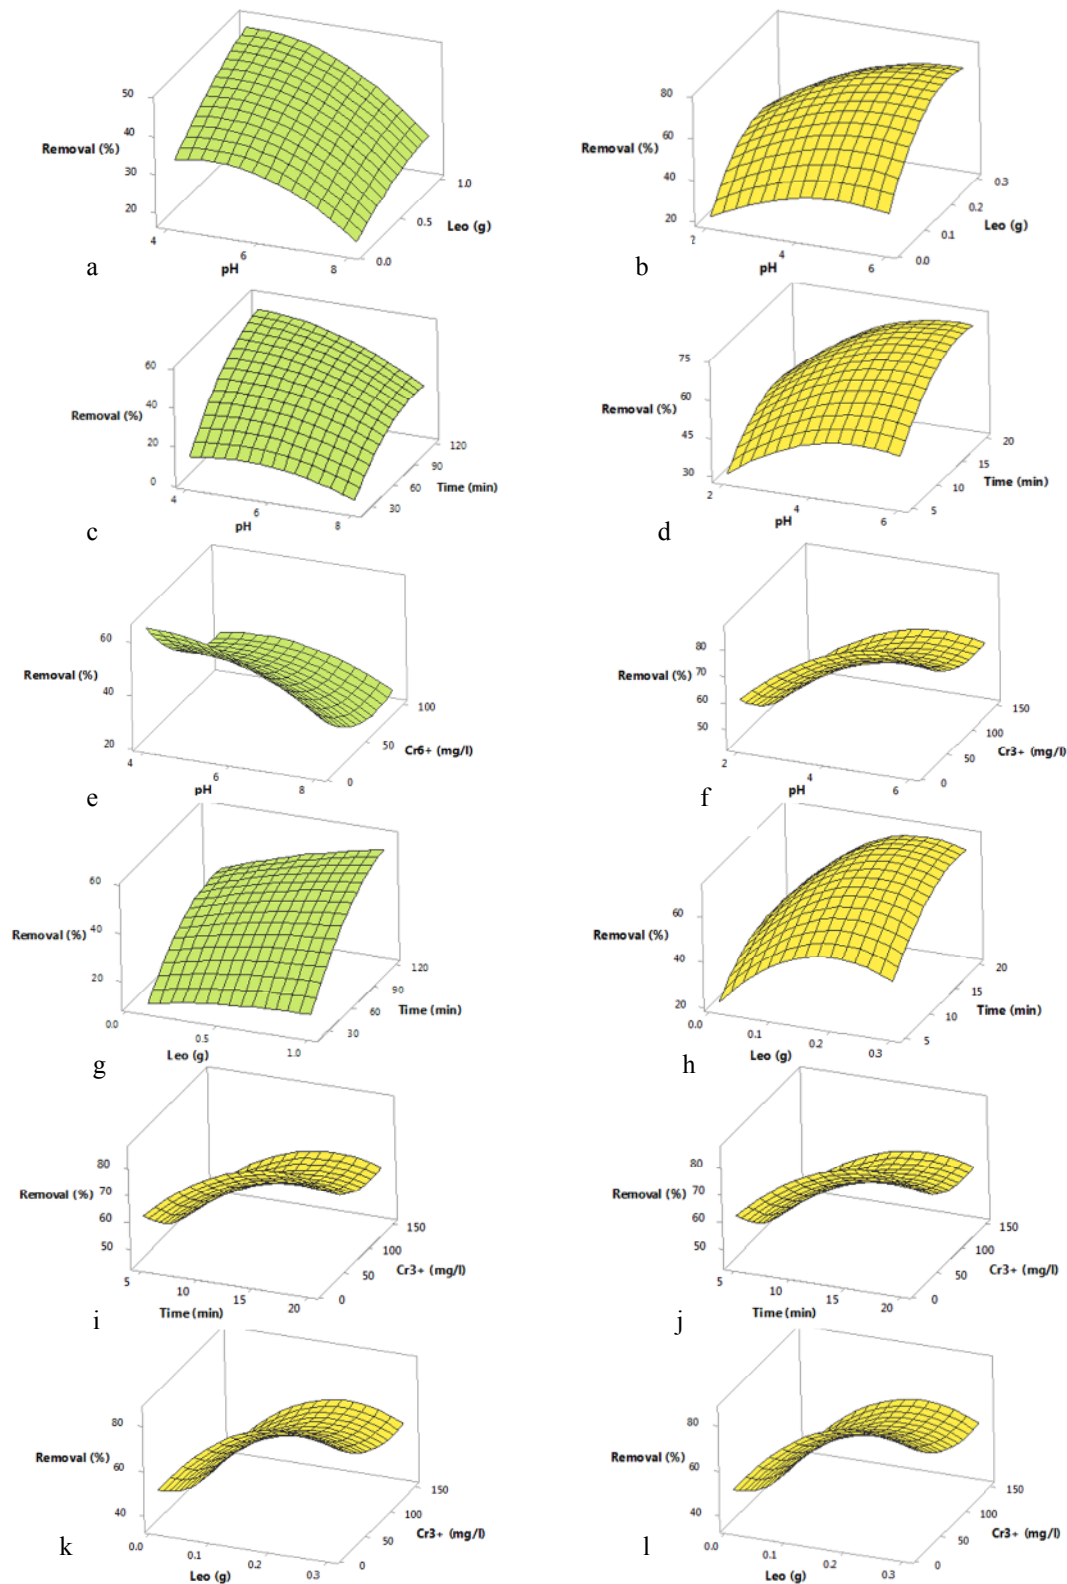 50
40
30
20
Removal (%)
4
6
8
pH
0.0
0.5
1.0
Leo (g)
a
80
60
40
20
Removal (%)
2
4
6
pH
0.0
0.1
0.2
0.3
Leo (g)
b
60
40
20
0
Removal (%)
4
6
8
pH
30
60
90
120
Time (min)
c
75
60
45
30
Removal (%)
2
4
6
pH
5
10
15
20
Time (min)
d
60
40
20
Removal (%)
4
6
8
pH
0
50
100
Cr6+ (mg/l)
e
80
70
60
50
Removal (%)
2
4
6
pH
0
50
100
150
Cr3+ (mg/l)
f
60
40
20
Removal (%)
0.0
0.5
1.0
Leo (g)
30
60
90
120
Time (min)
g
60
40
20
Removal (%)
0.0
0.1
0.2
0.3
Leo (g)
5
10
15
20
Time (min)
h
80
70
60
50
Removal (%)
5
10
15
20
Time (min)
0
50
100
150
Cr3+ (mg/l)
i
80
70
60
50
Removal (%)
5
10
15
20
Time (min)
0
50
100
150
Cr3+ (mg/l)
j
80
60
40
Removal (%)
0.0
0.1
0.2
0.3
Leo (g)
0
50
100
150
Cr3+ (mg/l)
k
80
60
40
Removal (%)
0.0
0.1
0.2
0.3
Leo (g)
0
50
100
150
Cr3+ (mg/l)
l